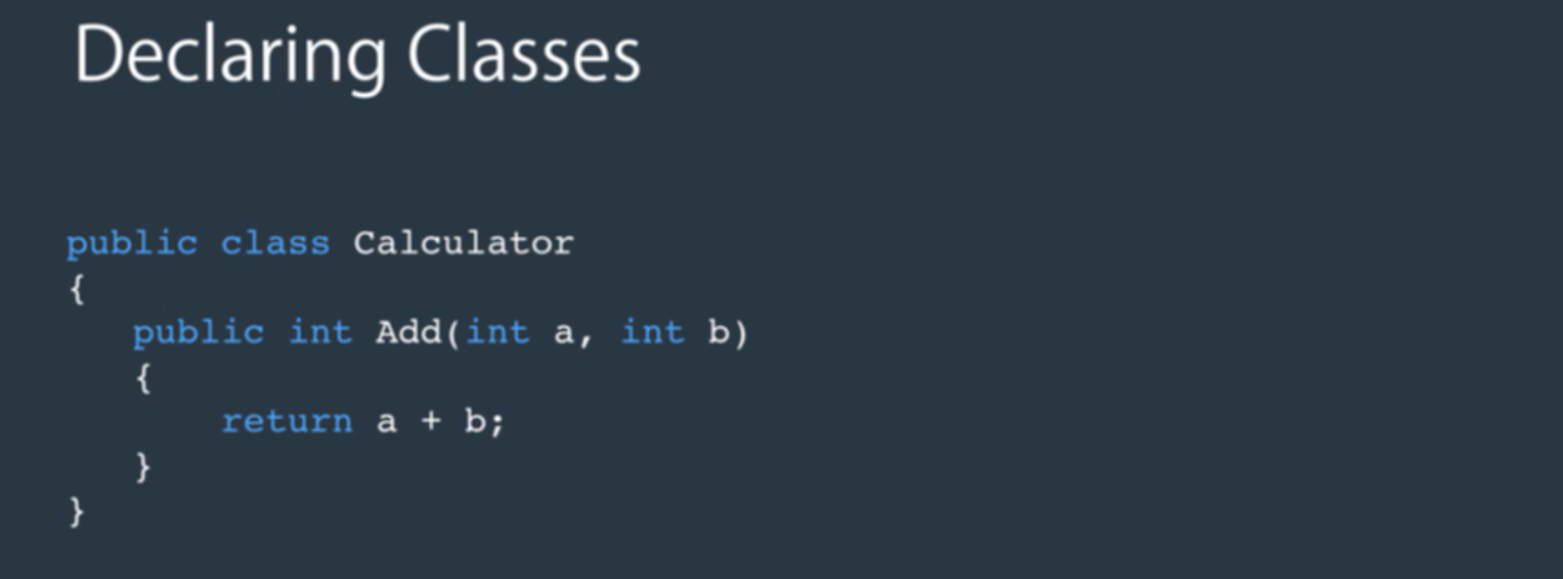 Declaring Classes
public class Calculator
{
   public int Add(int a, int b)
   {
       return a + b;
   }
}